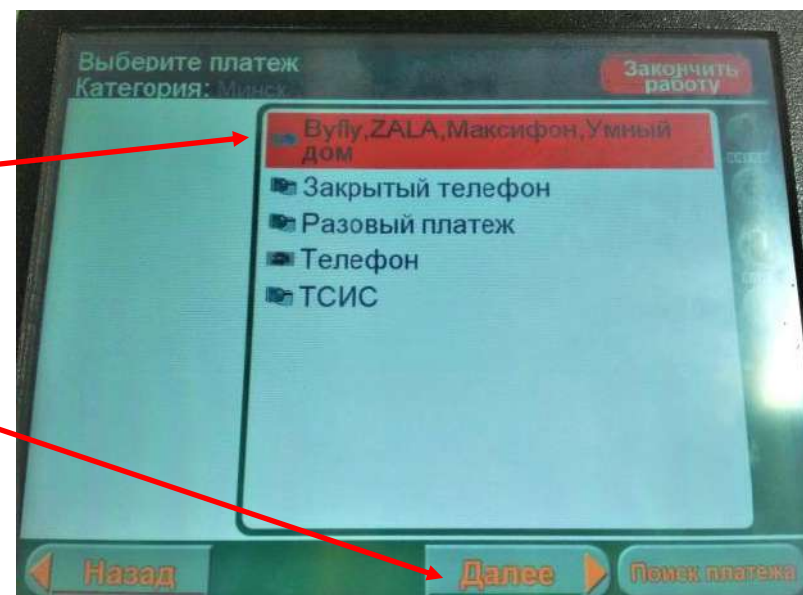 Выберите платеж
Категория: Минск
Закончить
работу
Byfly,ZALA,Максифон,Умный
дом
Закрытый телефон
Разовый платеж
Телефон
ТСИС
Назад
Далее
Поиск платежа